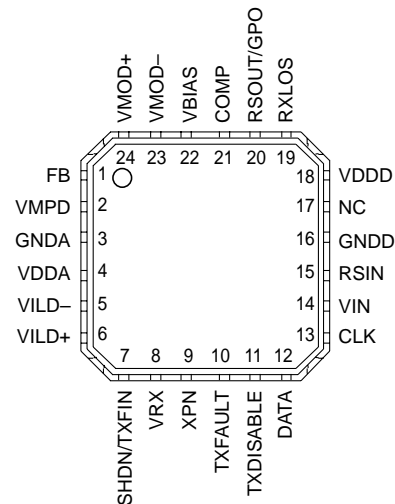 VMOD+
VMOD–
VBIAS
COMP
RSOUT/GPO
RXLOS
24 23 22 21 20 19
FB 1
VMPD 2
GNDA 3
VDDA 4
VILD– 5
VILD+ 6
18 VDDD
17 NC
16 GNDD
15 RSIN
14 VIN
13 CLK
7 8 9 10 11 12
SHDN/TXFIN
VRX
XPN
TXFAULT
TXDISABLE
DATA